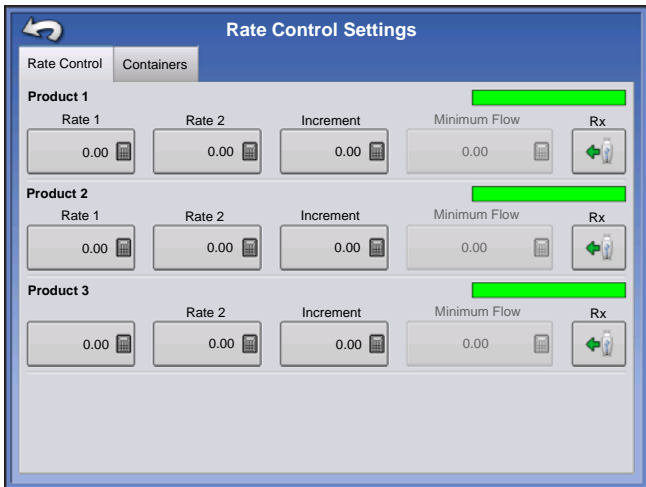 Rate Control Settings
Rate Control Containers
Product 1
Rate 1 Rate 2 Increment Minimum Flow Rx
0.00 0.00 0.00 0.00
Product 2
Rate 1 Rate 2 Increment Minimum Flow Rx
0.00 0.00 0.00 0.00
Product 3
Rate 2 Increment Minimum Flow Rx
0.00 0.00 0.00 0.00